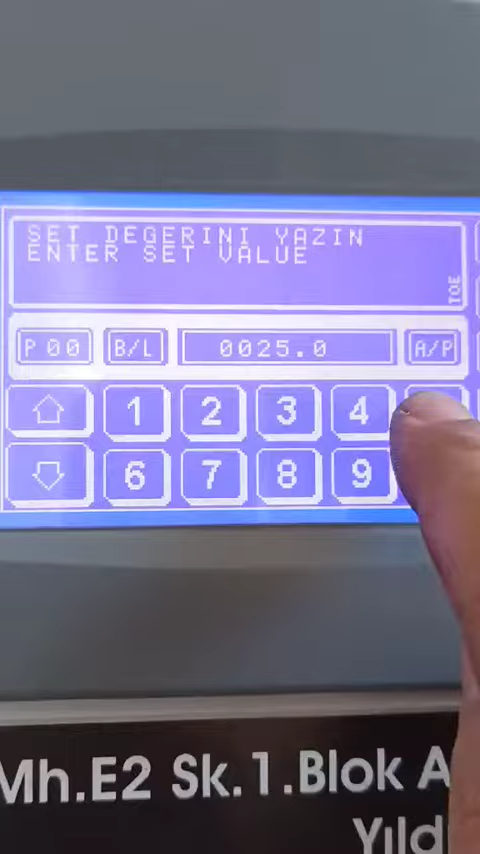 SET DEGERINI YAZIN
ENTER SET VALUE
TOE
P 00 B/L 0025.0 A/P
1 2 3 4
6 7 8 9
Mh.E2 Sk.1.Blok A
Yıld